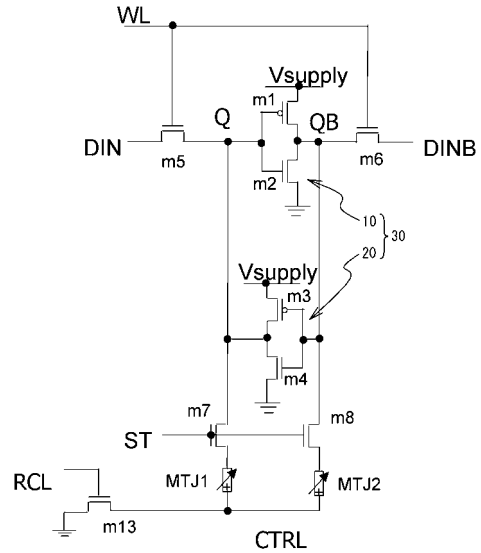 WL
Vsupply
m1
Q
QB
DIN
m5
m6
DINB
m2
10
30
20
Vsupply
m3
m4
m7
m8
ST
MTJ1
MTJ2
RCL
m13
CTRL